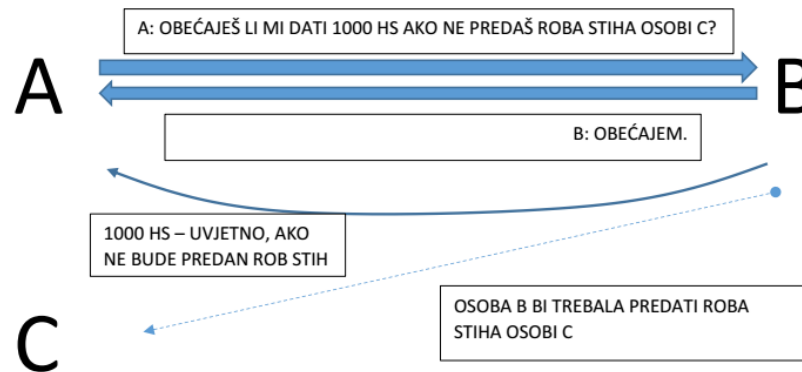 A: OBEĆAJEŠ LI MI DATI 1000 HS AKO NE PREDAŠ ROBA STIHA OSOBI C?
A
B
B: OBEĆAJEM.
1000 HS – UVJETNO, AKO
NE BUDE PREDAN ROB STIH
OSOBA B BI TREBALA PREDATI ROBA
STIHA OSOBI C
C